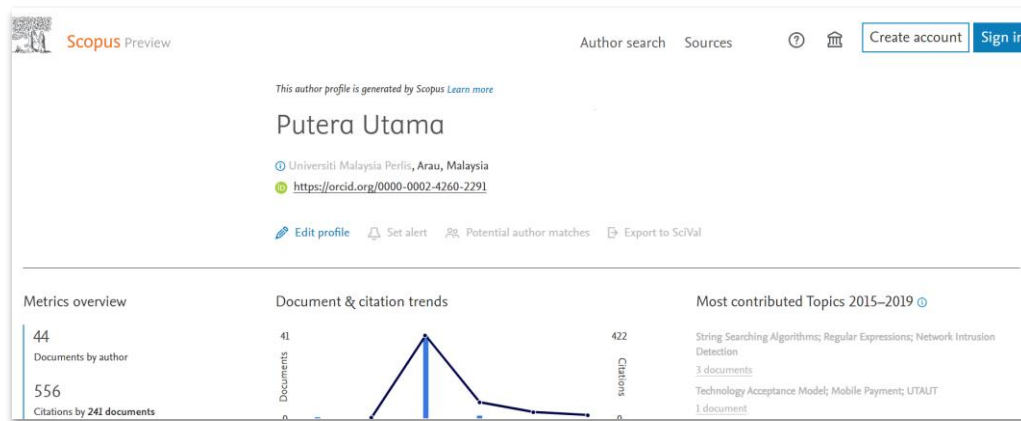 Scopus Preview
Author search Sources Create account Sign in
This author profile is generated by Scopus Learn more
Putera Utama
Universiti Malaysia Perlis, Arau, Malaysia
https://orcid.org/0000-0002-4260-2291
Edit profile Set alert Potential author matches Export to SciVal
Metrics overview
44
Documents by author
556
Citations by 241 documents
Document & citation trends
41
Documents
0
422
Citations
0
Most contributed Topics 2015–2019
String Searching Algorithms; Regular Expressions; Network Intrusion
Detection
3 documents
Technology Acceptance Model; Mobile Payment; UTAUT
1 document